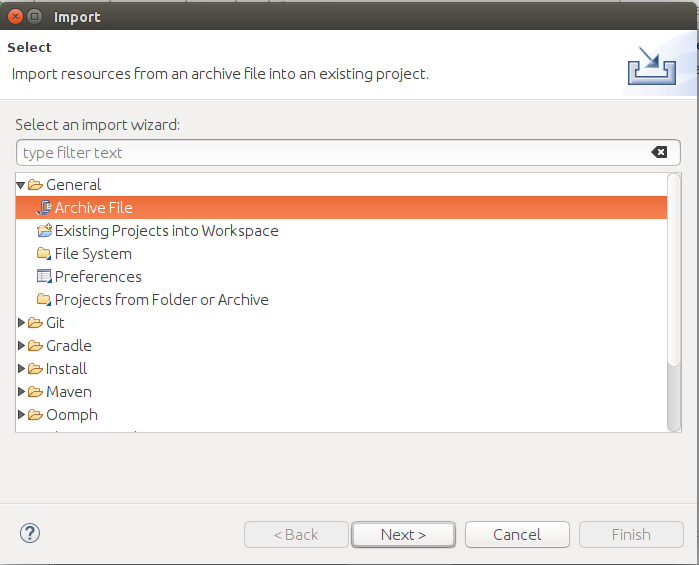 Import
Select
Import resources from an archive file into an existing project.
Select an import wizard:
type filter text
General
Archive File
Existing Projects into Workspace
File System
Preferences
Projects from Folder or Archive
Git
Gradle
Install
Maven
Oomph
?
< Back
Next >
Cancel
Finish